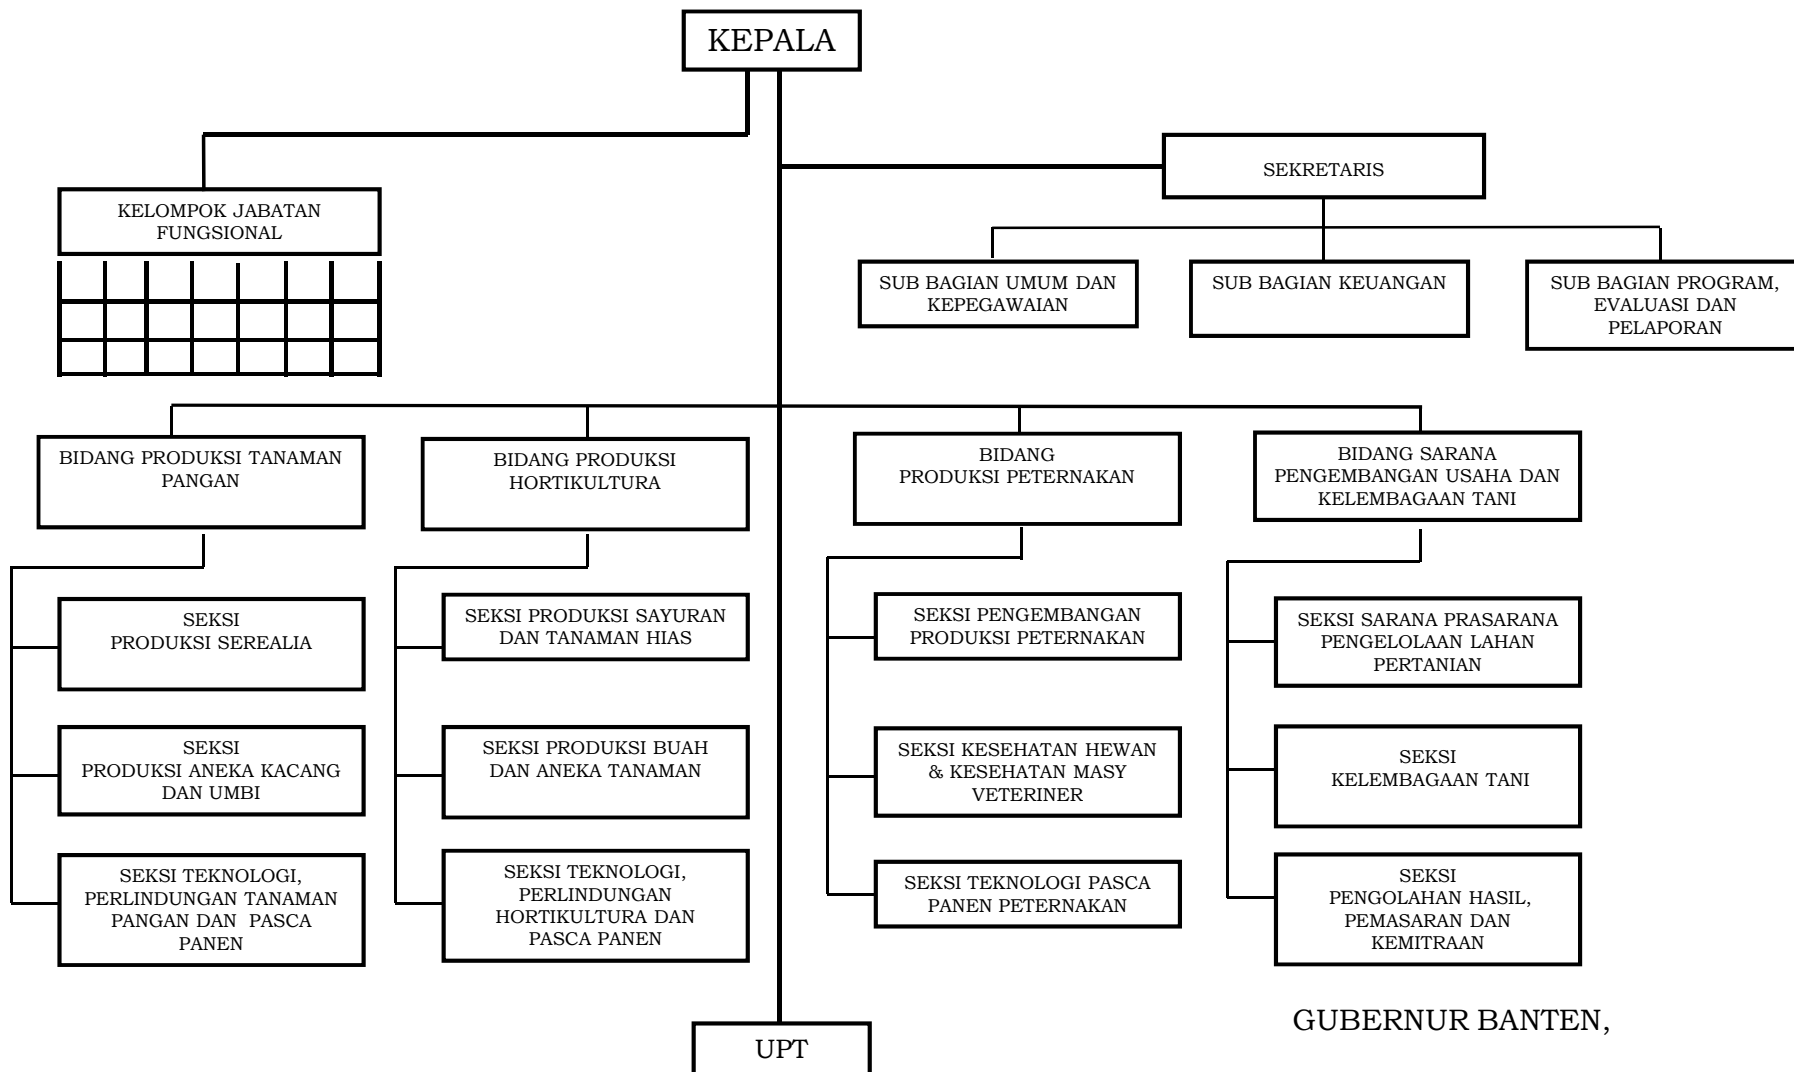 KEPALA
SEKRETARIS
KELOMPOK JABATAN
FUNGSIONAL
SUB BAGIAN UMUM DAN
KEPEGAWAIAN
SUB BAGIAN KEUANGAN
SUB BAGIAN PROGRAM,
EVALUASI DAN
PELAPORAN
BIDANG PRODUKSI TANAMAN
PANGAN
BIDANG PRODUKSI
HORTIKULTURA
BIDANG
PRODUKSI PETERNAKAN
BIDANG SARANA
PENGEMBANGAN USAHA DAN
KELEMBAGAAN TANI
SEKSI
PRODUKSI SEREALIA
SEKSI PRODUKSI SAYURAN
DAN TANAMAN HIAS
SEKSI PENGEMBANGAN
PRODUKSI PETERNAKAN
SEKSI SARANA PRASARANA
PENGELOLAAN LAHAN
PERTANIAN
SEKSI
PRODUKSI ANEKA KACANG
DAN UMBI
SEKSI PRODUKSI BUAH
DAN ANEKA TANAMAN
SEKSI KESEHATAN HEWAN
& KESEHATAN MASY
VETERINER
SEKSI
KELEMBAGAAN TANI
SEKSI TEKNOLOGI,
PERLINDUNGAN TANAMAN
PANGAN DAN PASCA
PANEN
SEKSI TEKNOLOGI,
PERLINDUNGAN
HORTIKULTURA DAN
PASCA PANEN
SEKSI TEKNOLOGI PASCA
PANEN PETERNAKAN
SEKSI
PENGOLAHAN HASIL,
PEMASARAN DAN
KEMITRAAN
GUBERNUR BANTEN,
UPT